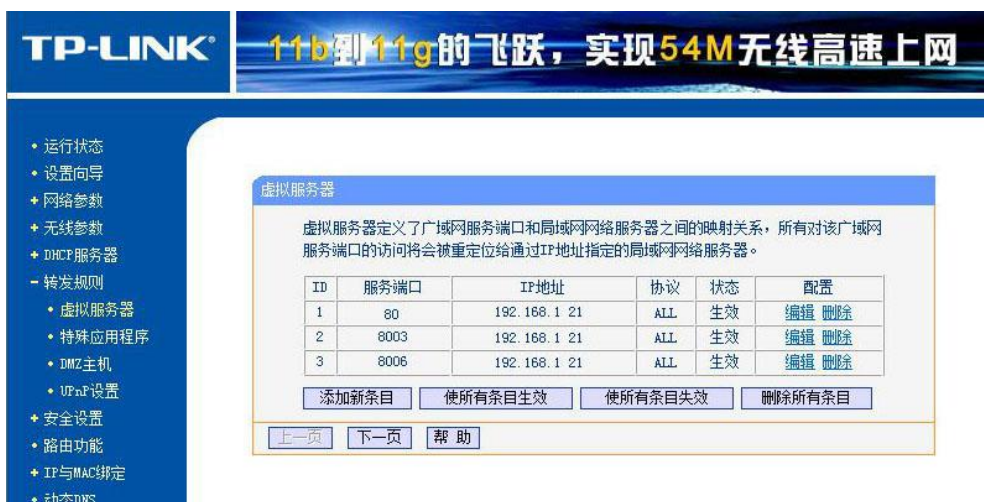 TP-LINK®
11b到11g的飞跃，实现54M无线高速上网
• 运行状态
• 设置向导
+ 网络参数
+ 无线参数
+ DHCP服务器
- 转发规则
• 虚拟服务器
• 特殊应用程序
• DMZ主机
• UPnP设置
+ 安全设置
• 路由功能
+ IP与MAC绑定
• 动态DNS
虚拟服务器
虚拟服务器定义了广域网服务端口和局域网网络服务器之间的映射关系，所有对该广域网
服务端口的访问将会被重定位给通过IP地址指定的局域网网络服务器。
ID 服务端口 IP地址 协议 状态 配置
1 80 192.168.1 21 ALL 生效 编辑 删除
2 8003 192.168.1 21 ALL 生效 编辑 删除
3 8006 192.168.1 21 ALL 生效 编辑 删除
添加新条目 使所有条目生效 使所有条目失效 删除所有条目
上一页 下一页 帮 助